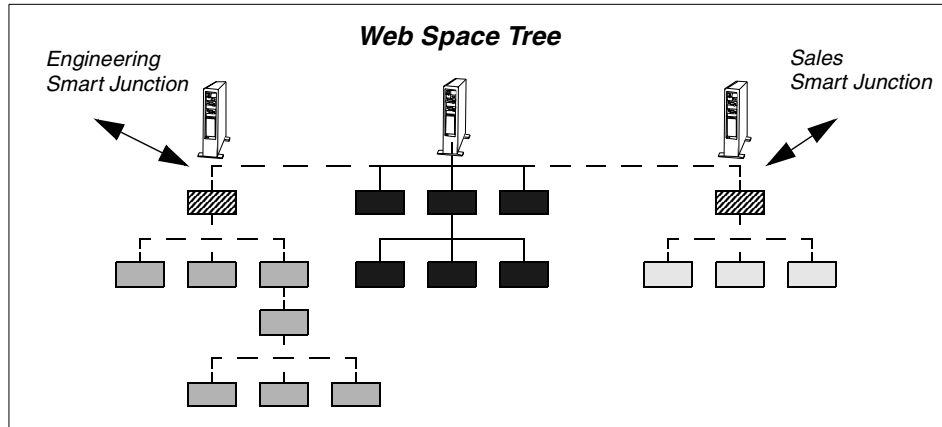 Web Space Tree
Engineering
Smart Junction
Sales
Smart Junction